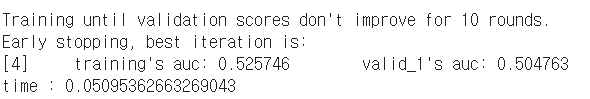 Training until validation scores don't improve for 10 rounds.
Early stopping, best iteration is:
[4]	training's auc: 0.525746	valid_1's auc: 0.504763
time : 0.05095362663269043